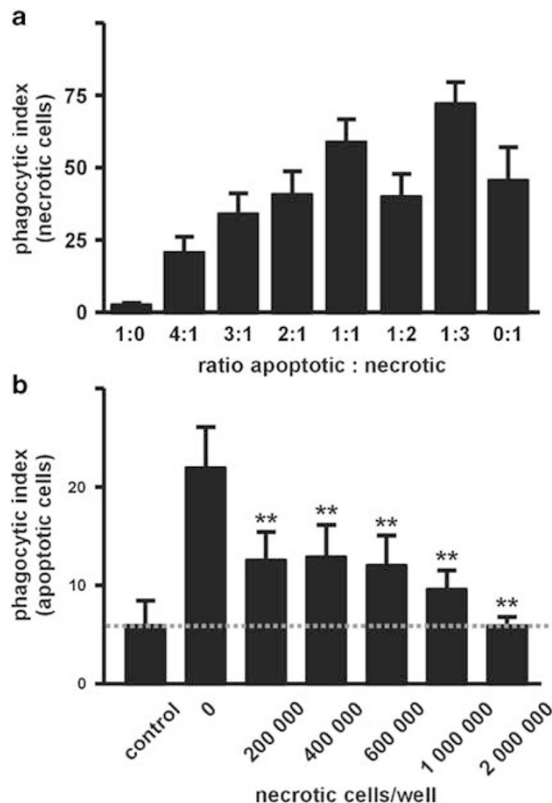 a
phagocytic index
(necrotic cells)
75
50
25
0
1:0 4:1 3:1 2:1 1:1 1:2 1:3 0:1
ratio apoptotic : necrotic
b
phagocytic index
(apoptotic cells)
20
10
0
** ** ** ** **
control 0 200 000 400 000 600 000 1 000 000 2 000 000
necrotic cells/well